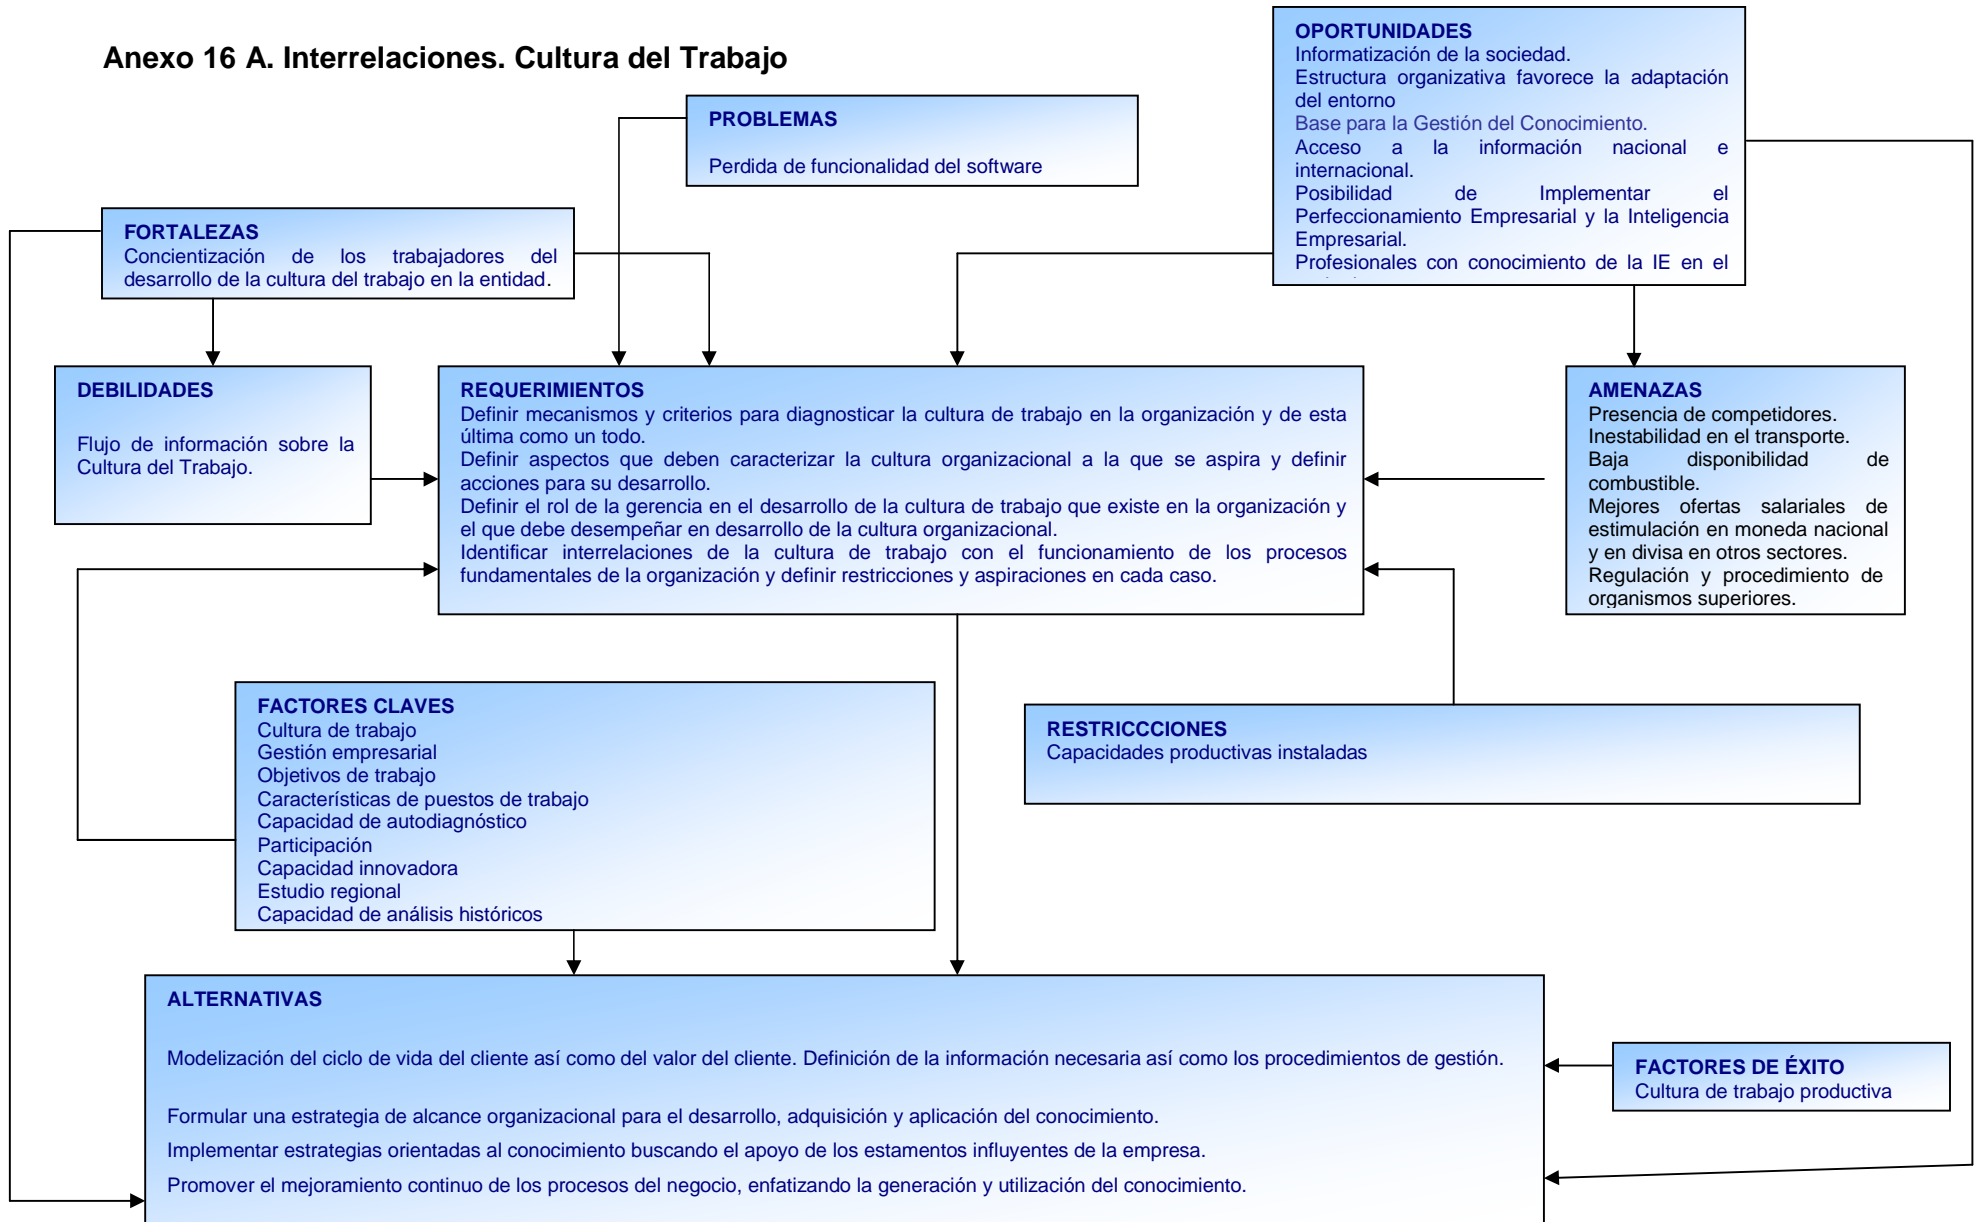 Anexo 16 A. Interrelaciones. Cultura del Trabajo
OPORTUNIDADES
Informatización de la sociedad.
Estructura organizativa favorece la adaptación
del entorno
Base para la Gestión del Conocimiento.
Acceso a la información nacional e
internacional.
Posibilidad de Implementar el
Perfeccionamiento Empresarial y la Inteligencia
Empresarial.
Profesionales con conocimiento de la IE en el
PROBLEMAS
Perdida de funcionalidad del software
FORTALEZAS
Concientización de los trabajadores del
desarrollo de la cultura del trabajo en la entidad.
DEBILIDADES
Flujo de información sobre la
Cultura del Trabajo.
REQUERIMIENTOS
Definir mecanismos y criterios para diagnosticar la cultura de trabajo en la organización y de esta
última como un todo.
Definir aspectos que deben caracterizar la cultura organizacional a la que se aspira y definir
acciones para su desarrollo.
Definir el rol de la gerencia en el desarrollo de la cultura de trabajo que existe en la organización y
el que debe desempeñar en desarrollo de la cultura organizacional.
Identificar interrelaciones de la cultura de trabajo con el funcionamiento de los procesos
fundamentales de la organización y definir restricciones y aspiraciones en cada caso.
AMENAZAS
Presencia de competidores.
Inestabilidad en el transporte.
Baja disponibilidad de
combustible.
Mejores ofertas salariales de
estimulación en moneda nacional
y en divisa en otros sectores.
Regulación y procedimiento de
organismos superiores.
FACTORES CLAVES
Cultura de trabajo
Gestión empresarial
Objetivos de trabajo
Característícas de puestos de trabajo
Capacidad de autodiagnóstico
Participación
Capacidad innovadora
Estudio regional
Capacidad de análisis históricos
RESTRICCCIONES
Capacidades productivas instaladas
ALTERNATIVAS
Modelización del ciclo de vida del cliente así como del valor del cliente. Definición de la información necesaria así como los procedimientos de gestión.
Formular una estrategia de alcance organizacional para el desarrollo, adquisición y aplicación del conocimiento.
Implementar estrategias orientadas al conocimiento buscando el apoyo de los estamentos influyentes de la empresa.
Promover el mejoramiento continuo de los procesos del negocio, enfatizando la generación y utilización del conocimiento.
FACTORES DE ÉXITO
Cultura de trabajo productiva